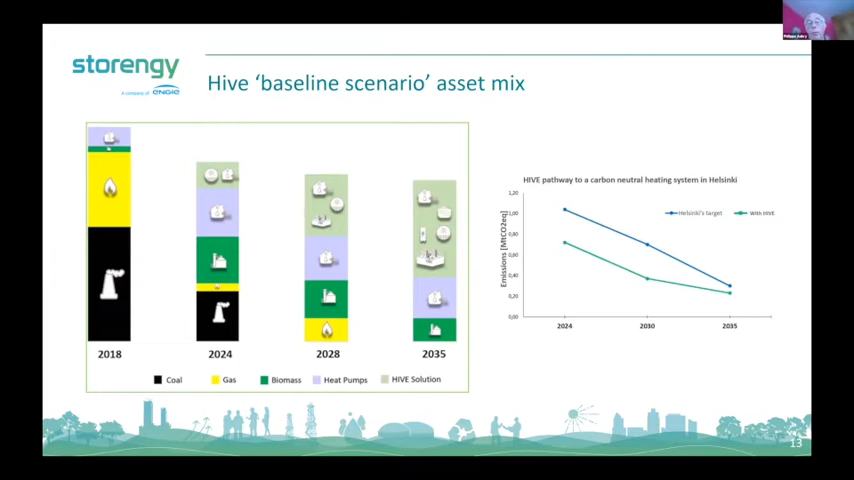 Philippe Aubry
storengy
A company of ENGIE
Hive ‘baseline scenario’ asset mix
2018
2024
2028
2035
Coal
Gas
Biomass
Heat Pumps
HIVE Solution
HIVE pathway to a carbon neutral heating system in Helsinki
Emissions [MtCO2eq]
1,20
1,00
0,80
0,60
0,40
0,20
0,00
Helsinki's target
With HIVE
2024
2030
2035
13